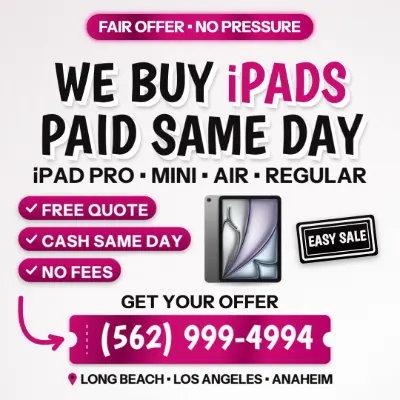 FAIR OFFER • NO PRESSURE
WE BUY iPADS
PAID SAME DAY
iPAD PRO • MINI • AIR • REGULAR
FREE QUOTE
CASH SAME DAY
NO FEES
EASY SALE
GET YOUR OFFER
(562) 999-4994
LONG BEACH • LOS ANGELES • ANAHEIM